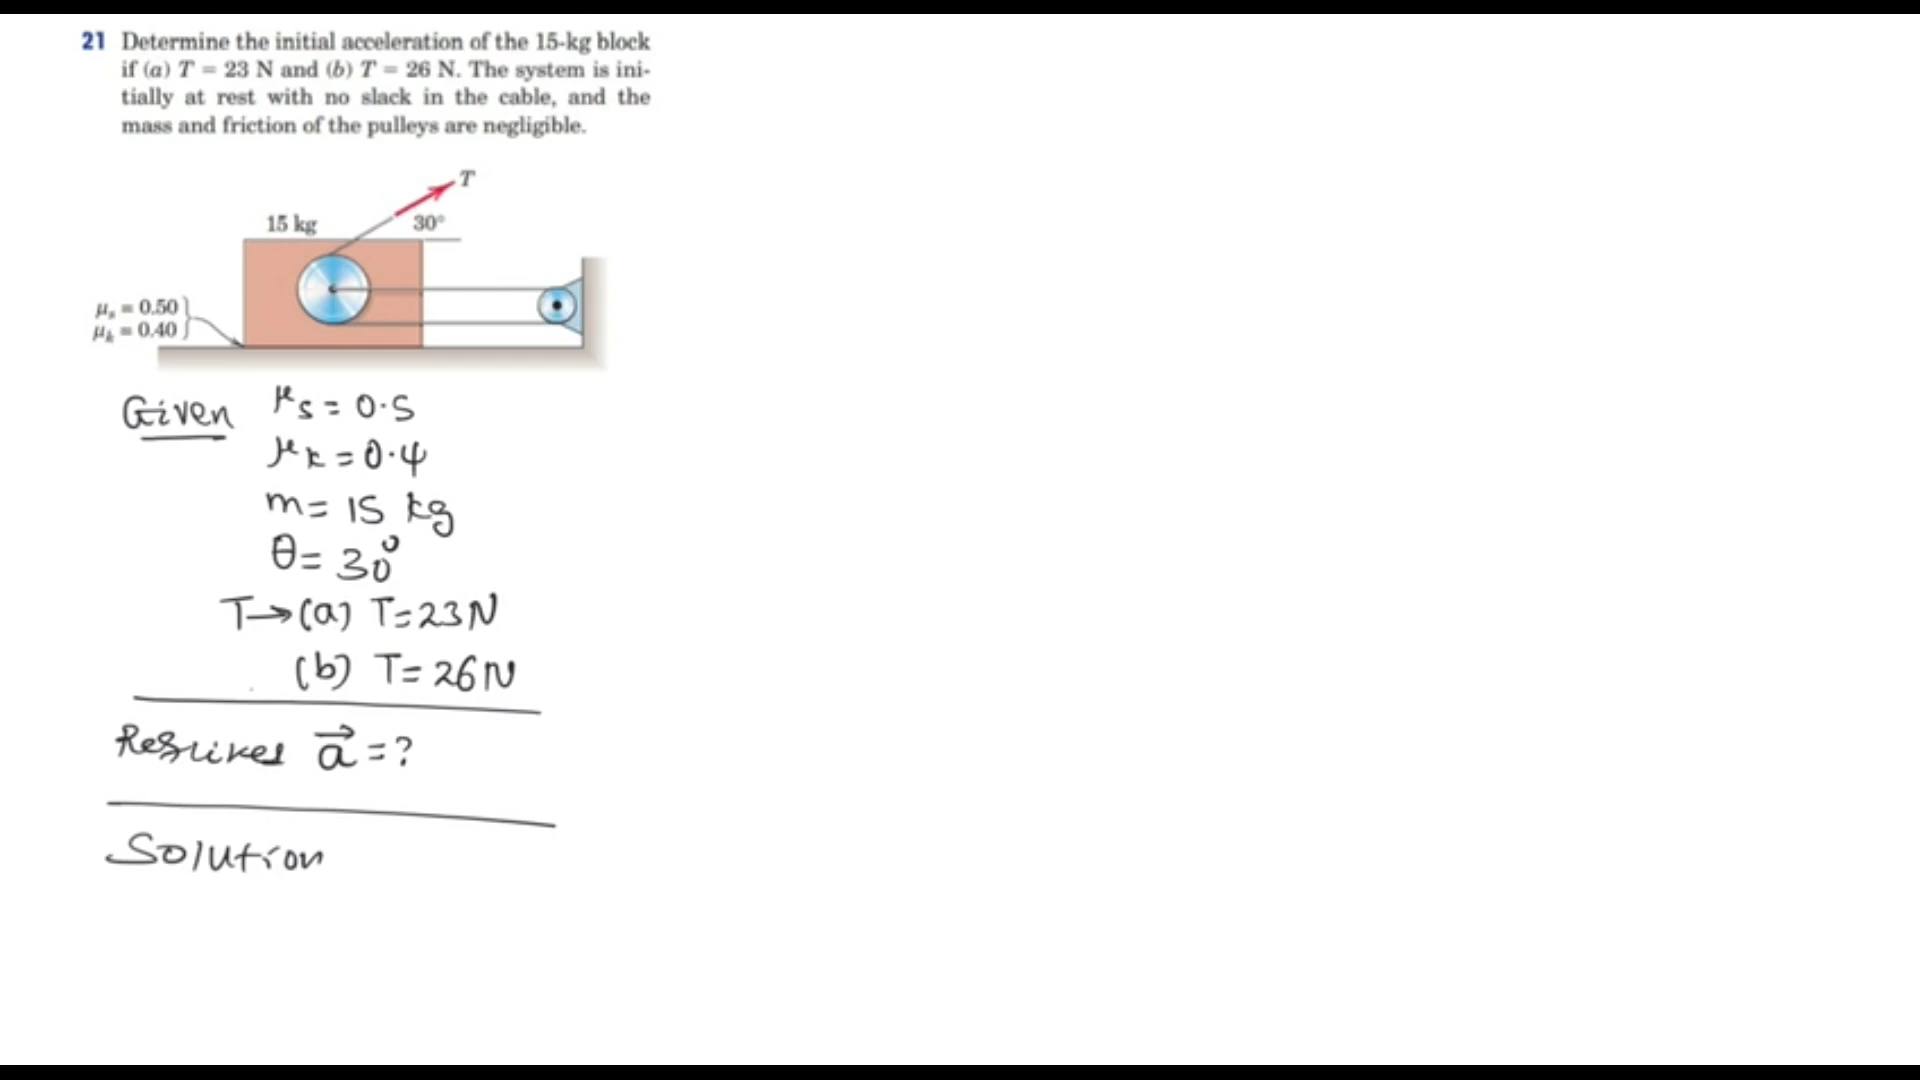 21 Determine the initial acceleration of the 15-kg block
if (a) T = 23 N and (b) T = 26 N. The system is ini-
tially at rest with no slack in the cable, and the
mass and friction of the pulleys are negligible.
T
15 kg
30°
μs = 0.50
μk = 0.40
Given μs = 0.5
μk = 0.4
m = 15 kg
θ = 30°
T → (a) T = 23 N
(b) T = 26 N
a⃗ = ?
Solution